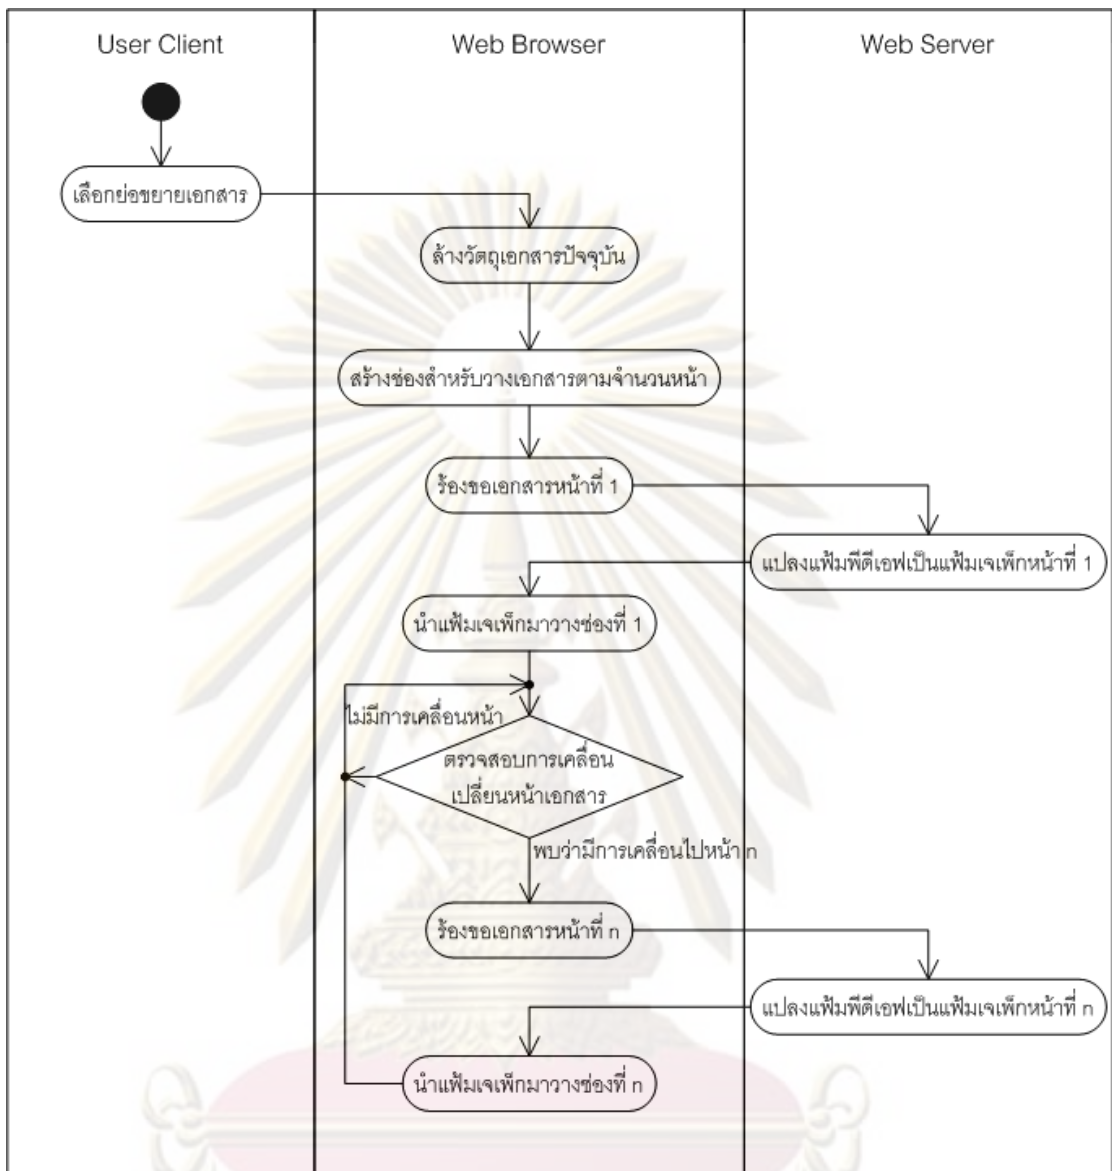 User Client
Web Browser
Web Server
เลือกย่อขยายเอกสาร
ล้างวัตถุเอกสารปัจจุบัน
สร้างช่องสำหรับวางเอกสารตามจำนวนหน้า
ร้องขอเอกสารหน้าที่ 1
แปลงแฟ้มพีดีเอฟเป็นแฟ้มเจเพ็กหน้าที่ 1
นำแฟ้มเจเพ็กมาวางช่องที่ 1
ไม่มีการเคลื่อนหน้า
ตรวจสอบการเคลื่อน
เปลี่ยนหน้าเอกสาร
พบว่ามีการเคลื่อนไปหน้า n
ร้องขอเอกสารหน้าที่ n
แปลงแฟ้มพีดีเอฟเป็นแฟ้มเจเพ็กหน้าที่ n
นำแฟ้มเจเพ็กมาวางช่องที่ n